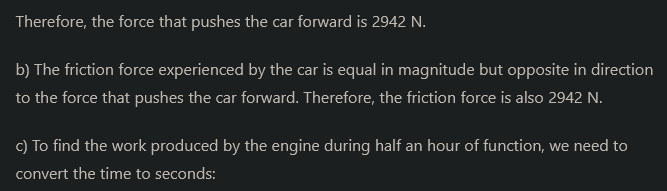 Therefore, the force that pushes the car forward is 2942 N.
b) The friction force experienced by the car is equal in magnitude but opposite in direction
to the force that pushes the car forward. Therefore, the friction force is also 2942 N.
c) To find the work produced by the engine during half an hour of function, we need to
convert the time to seconds: